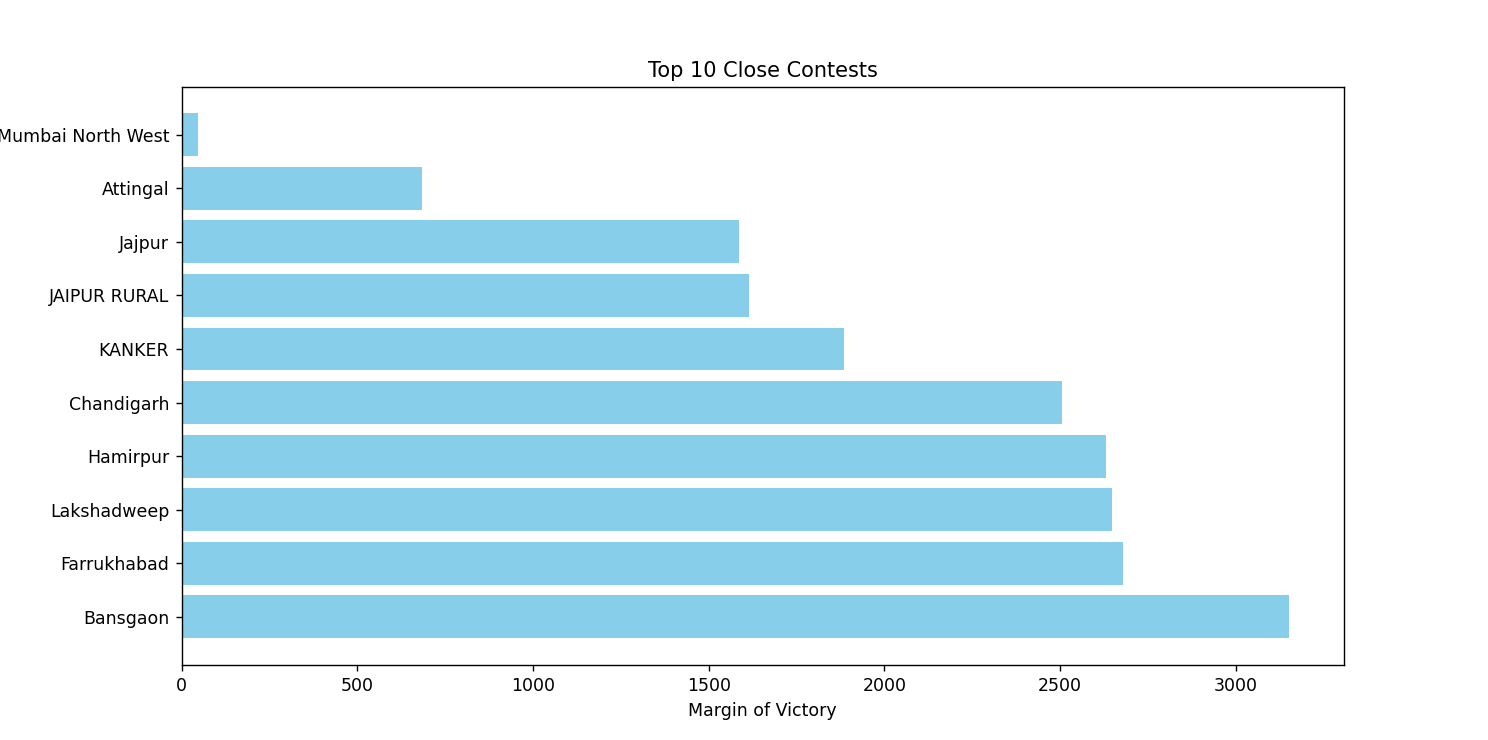 Top 10 Close Contests
Mumbai North West
Attingal
Jajpur
JAIPUR RURAL
KANKER
Chandigarh
Hamirpur
Lakshadweep
Farrukhabad
Bansgaon
0 500 1000 1500 2000 2500 3000
Margin of Victory